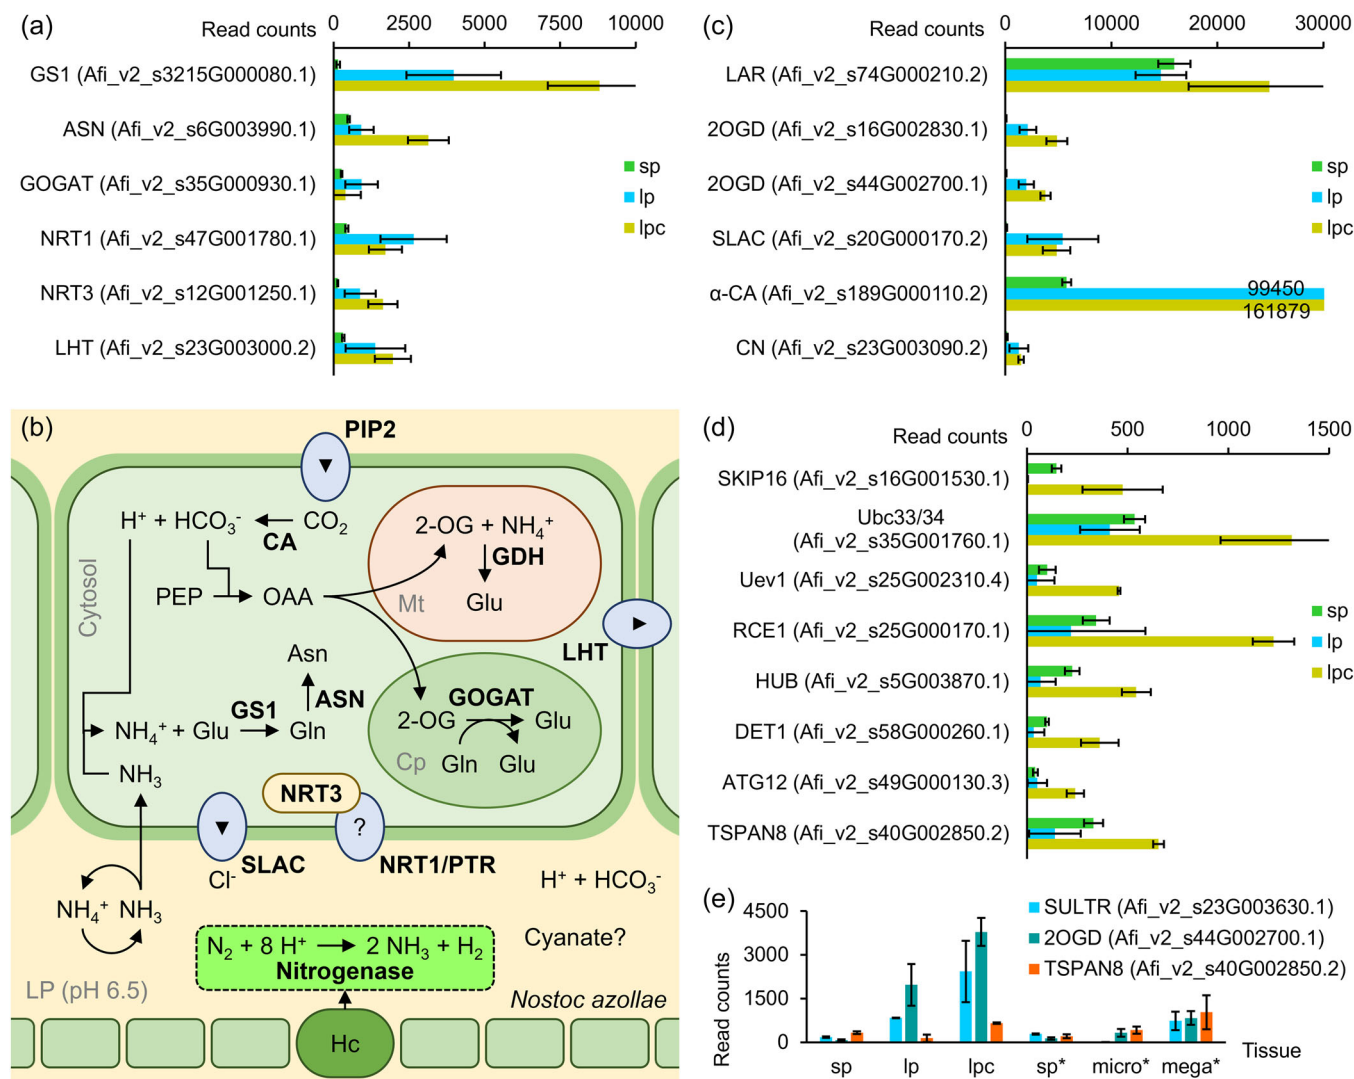 (a)
Read counts
0 2500 5000 7500 10000
GS1 (Afi_v2_s3215G000080.1)
ASN (Afi_v2_s6G003990.1)
GOGAT (Afi_v2_s35G000930.1)
NRT1 (Afi_v2_s47G001780.1)
NRT3 (Afi_v2_s12G001250.1)
LHT (Afi_v2_s23G003000.2)
sp
lp
lpc
(c)
Read counts
0 10000 20000 30000
LAR (Afi_v2_s74G000210.2)
2OGD (Afi_v2_s16G002830.1)
2OGD (Afi_v2_s44G002700.1)
SLAC (Afi_v2_s20G000170.2)
α-CA (Afi_v2_s189G000110.2)
99450
161879
CN (Afi_v2_s23G003090.2)
sp
lp
lpc
(b)
PIP2
Cytosol
H⁺ + HCO₃⁻
CO₂
CA
PEP
OAA
2-OG + NH₄⁺
GDH
Glu
Mt
LHT
Asn
ASN
GS1
NH₄⁺ + Glu
Gln
GOGAT
2-OG
Glu
Cp
Gln
Glu
NH₃
NRT3
?
SLAC
NRT1/PTR
Cl⁻
H⁺ + HCO₃⁻
NH₄⁺ NH₃
N₂ + 8 H⁺ → 2 NH₃ + H₂
Nitrogenase
Cyanate?
LP (pH 6.5)
Nostoc azollae
Hc
(d)
Read counts
0 500 1000 1500
SKIP16 (Afi_v2_s16G001530.1)
Ubc33/34
(Afi_v2_s35G001760.1)
Uev1 (Afi_v2_s25G002310.4)
RCE1 (Afi_v2_s25G000170.1)
HUB (Afi_v2_s5G003870.1)
DET1 (Afi_v2_s58G000260.1)
ATG12 (Afi_v2_s49G000130.3)
TSPAN8 (Afi_v2_s40G002850.2)
sp
lp
lpc
(e)
Read counts
4500
3000
1500
0
SULTR (Afi_v2_s23G003630.1)
2OGD (Afi_v2_s44G002700.1)
TSPAN8 (Afi_v2_s40G002850.2)
sp lp lpc sp* micro* mega*
Tissue